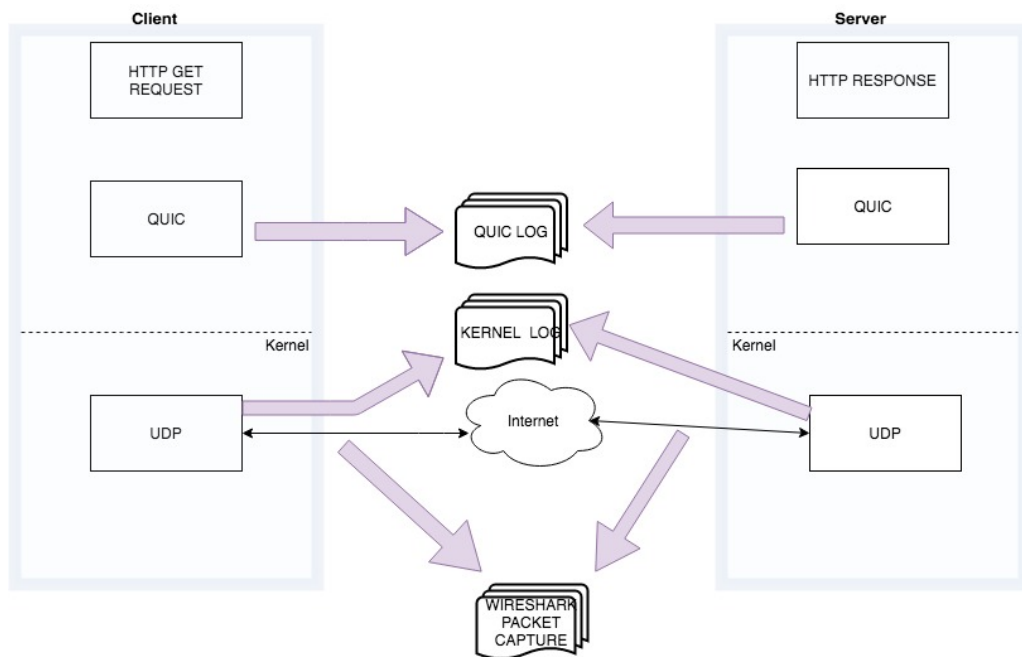 Client
Server
HTTP GET
REQUEST
HTTP RESPONSE
QUIC
QUIC LOG
QUIC
KERNEL LOG
Kernel
Kernel
UDP
Internet
UDP
WIRESHARK
PACKET
CAPTURE